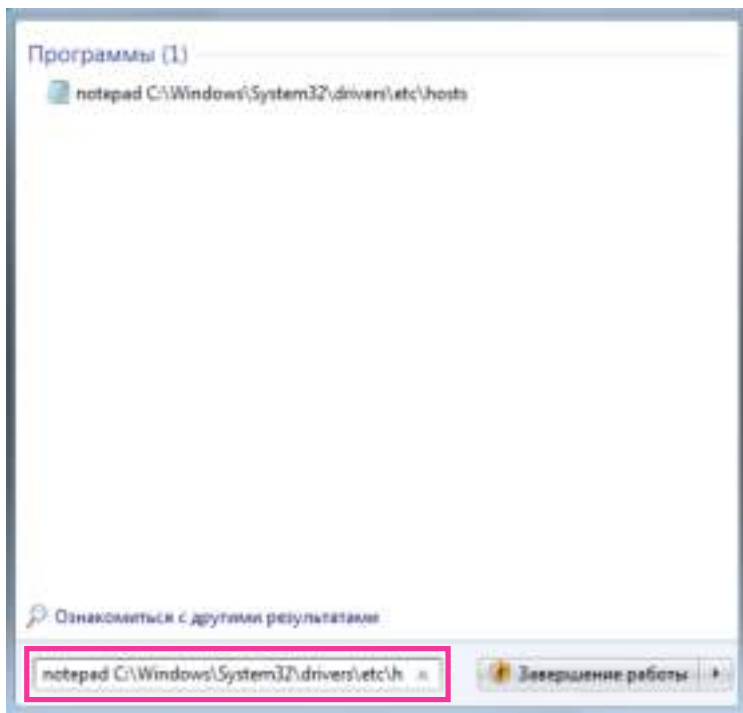 Программы (1)
notepad C:\Windows\System32\drivers\etc\hosts
Ознакомиться с другими результатами
notepad C:\Windows\System32\drivers\etc\h
Завершение работы